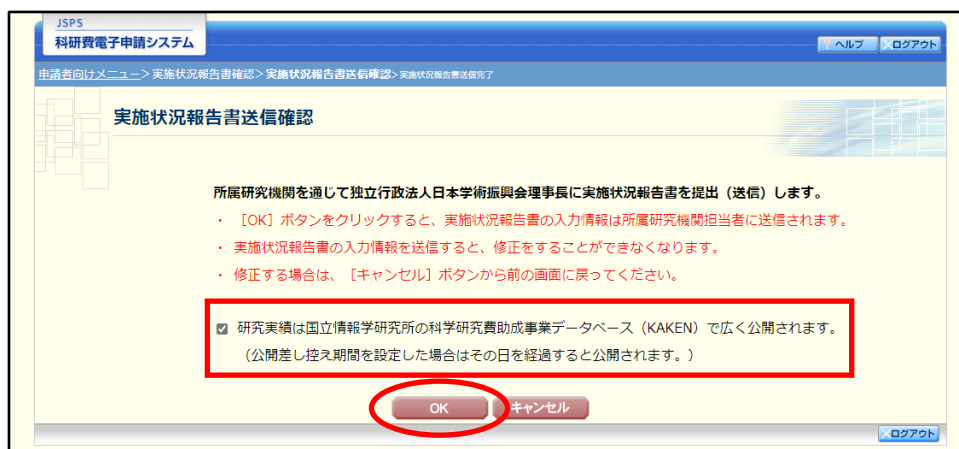 JSPS
科研費電子申請システム
? ヘルプ ×ログアウト
申請者向けメニュー>実施状況報告書確認>実施状況報告書送信確認>実施状況報告書送信完了
実施状況報告書送信確認
所属研究機関を通じて独立行政法人日本学術振興会理事長に実施状況報告書を提出（送信）します。
・ ［OK］ボタンをクリックすると、実施状況報告書の入力情報は所属研究機関担当者に送信されます。
・ 実施状況報告書の入力情報を送信すると、修正をすることができなくなります。
・ 修正する場合は、［キャンセル］ボタンから前の画面に戻ってください。
研究実績は国立情報学研究所の科学研究費助成事業データベース（KAKEN）で広く公開されます。
（公開差し控え期間を設定した場合はその日を経過すると公開されます。）
OK キャンセル
×ログアウト